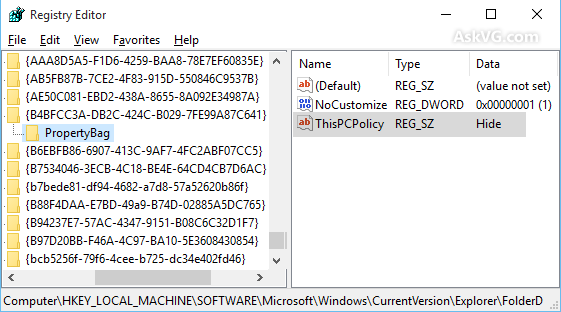 Registry Editor
AskVG.com
File Edit View Favorites Help
{AAA8D5A5-F1D6-4259-BAA8-78E7EF60835E}
{AB5FB87B-7CE2-4F83-915D-550846C9537B}
{AE50C081-EBD2-438A-8655-8A092E34987A}
{B4BFCC3A-DB2C-424C-B029-7FE99A87C641}
PropertyBag
{B6EBFB86-6907-413C-9AF7-4FC2ABF07CC5}
{B7534046-3ECB-4C18-BE4E-64CD4CB7D6AC}
{b7bede81-df94-4682-a7d8-57a52620b86f}
{B88F4DAA-E7BD-49a9-B74D-02885A5DC765}
{B94237E7-57AC-4347-9151-B08C6C32D1F7}
{B97D20BB-F46A-4C97-BA10-5E3608430854}
{bcb5256f-79f6-4cee-b725-dc34e402fd46}
Name Type Data
(Default) REG_SZ (value not set)
NoCustomize REG_DWORD 0x00000001 (1)
ThisPCPolicy REG_SZ Hide
Computer\HKEY_LOCAL_MACHINE\SOFTWARE\Microsoft\Windows\CurrentVersion\Explorer\FolderD